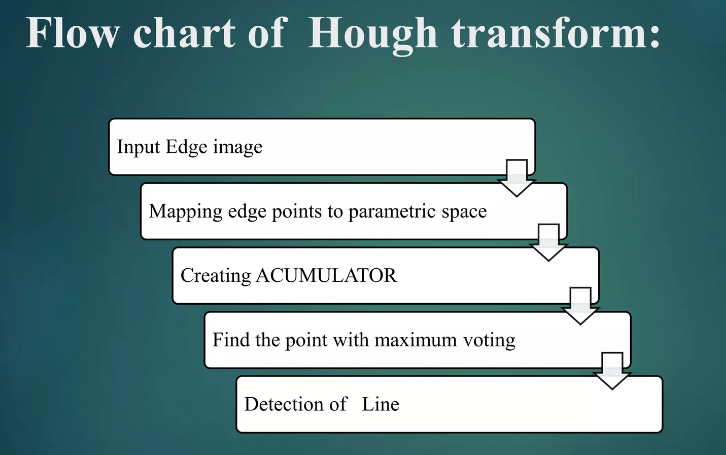 Flow chart of Hough transform:
Input Edge image
Mapping edge points to parametric space
Creating ACUMULATOR
Find the point with maximum voting
Detection of Line